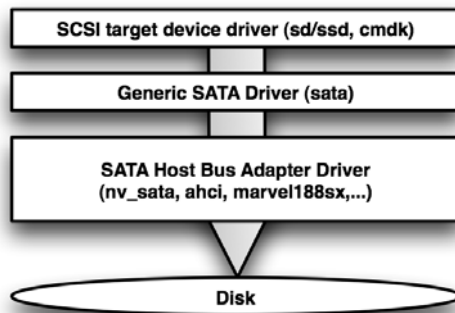 SCSI target device driver (sd/ssd, cmdk)
Generic SATA Driver (sata)
SATA Host Bus Adapter Driver
(nv_sata, ahci, marvel188sx,...)
Disk